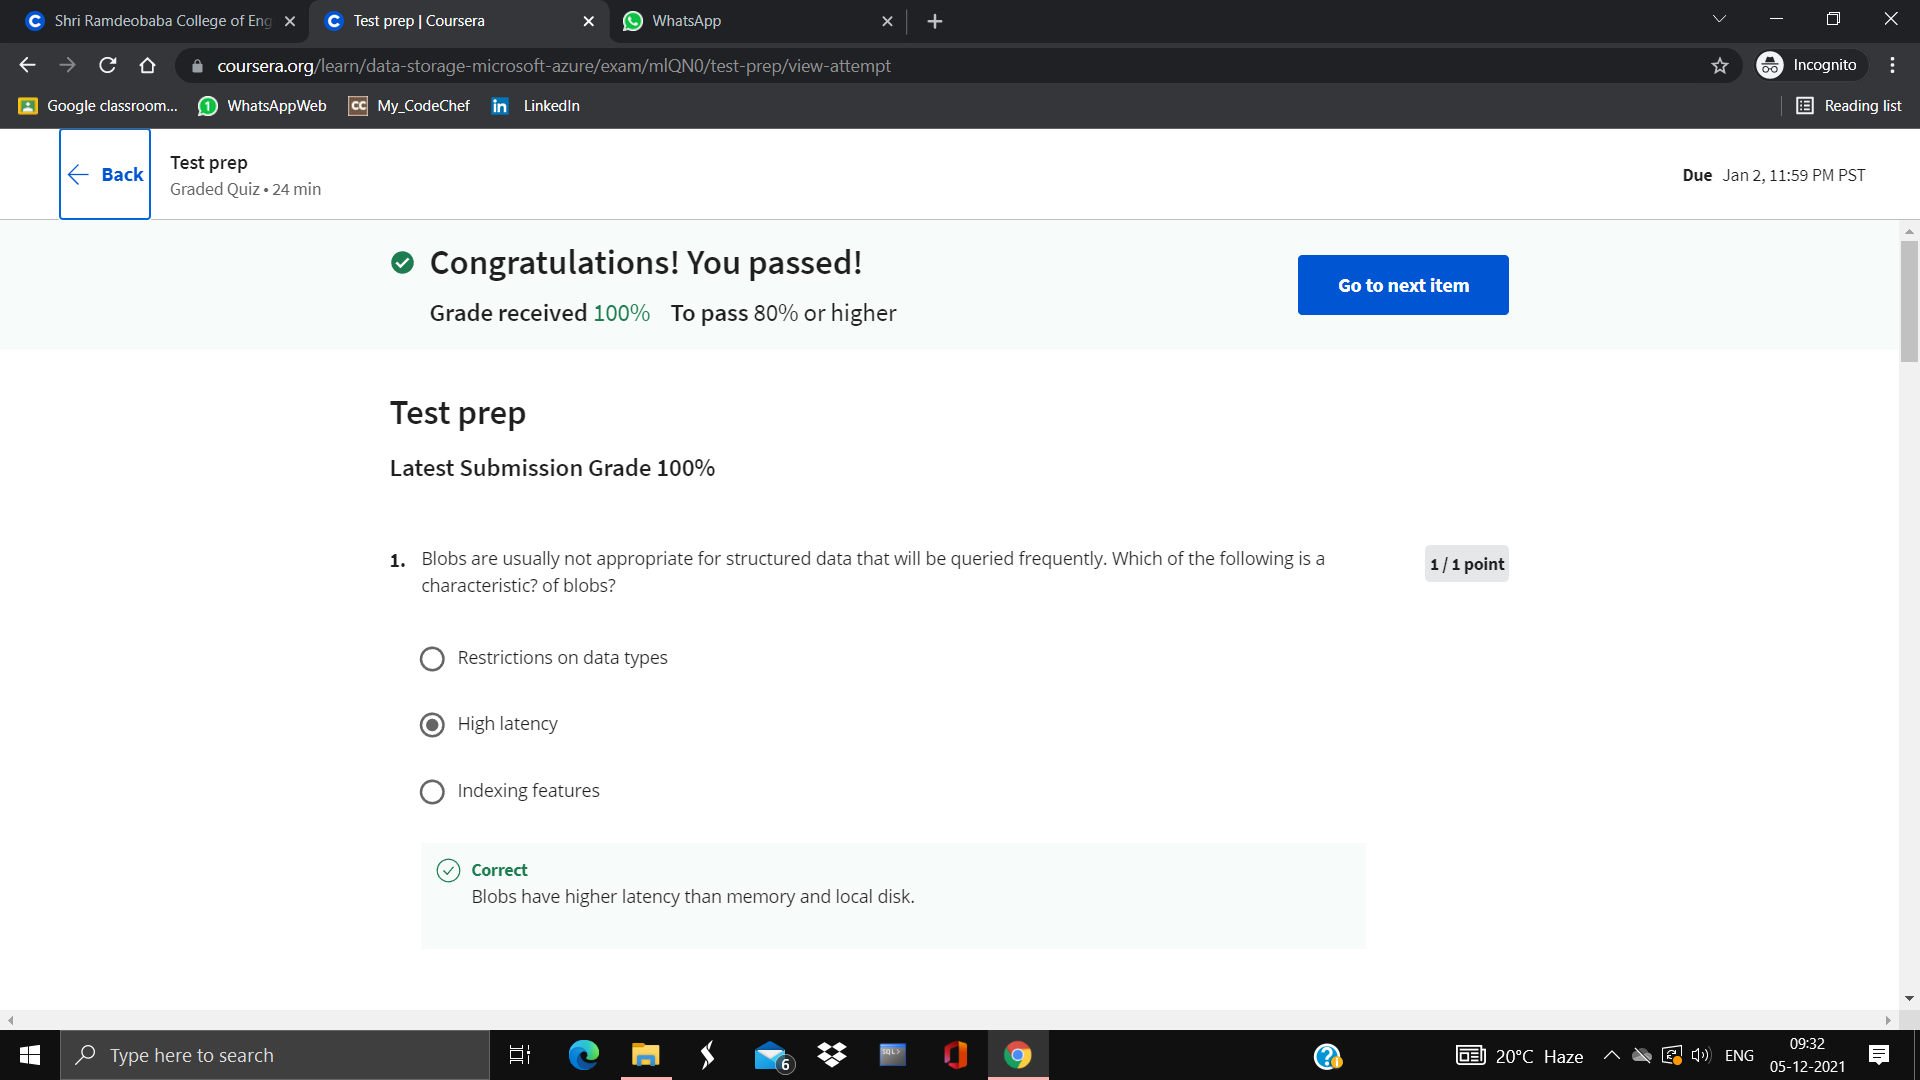 Shri Ramdeobaba College of Eng
Test prep | Coursera
WhatsApp
coursera.org/learn/data-storage-microsoft-azure/exam/mlQN0/test-prep/view-attempt
Incognito
Google classroom...
1
WhatsAppWeb
CC
My_CodeChef
in
LinkedIn
Reading list
Back
Test prep
Graded Quiz • 24 min
Due Jan 2, 11:59 PM PST
Congratulations! You passed!
Grade received 100% To pass 80% or higher
Go to next item
Test prep
Latest Submission Grade 100%
1. Blobs are usually not appropriate for structured data that will be queried frequently. Which of the following is a
characteristic? of blobs?
1 / 1 point
Restrictions on data types
High latency
Indexing features
Correct
Blobs have higher latency than memory and local disk.
Type here to search
6
SQL>
20°C Haze
ENG
09:32
05-12-2021